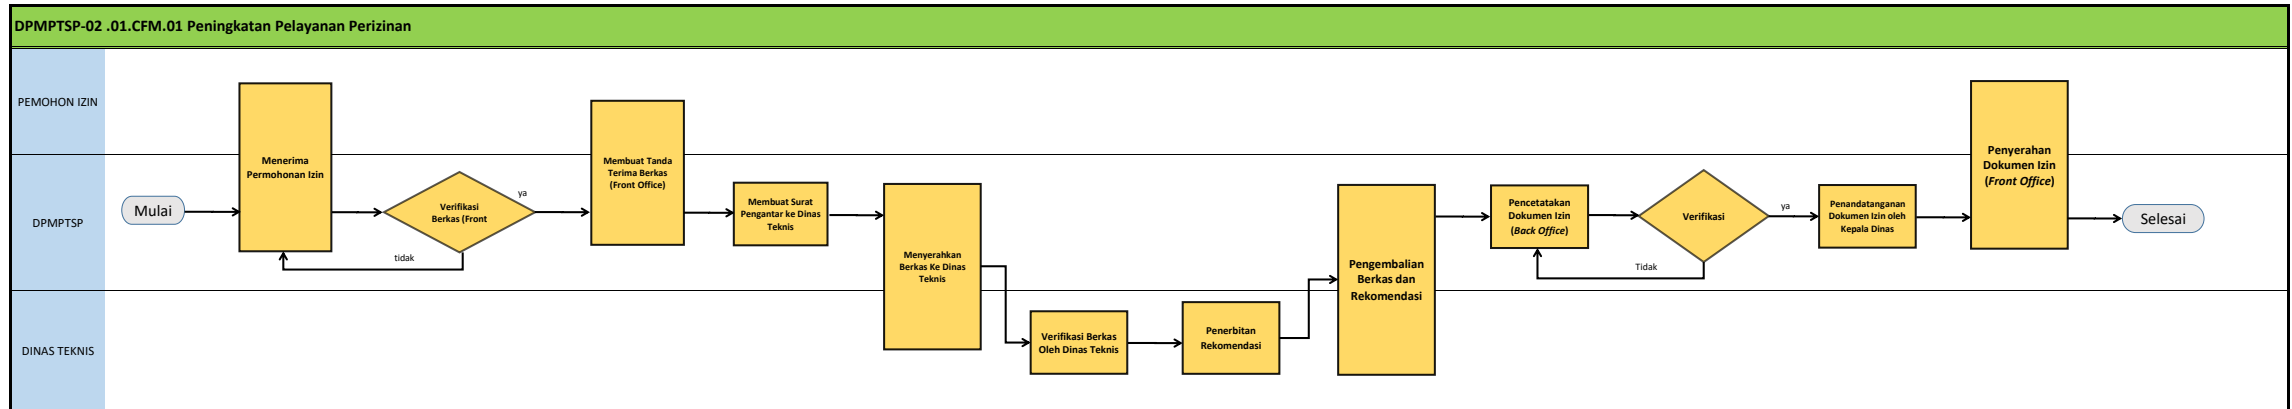 DPMPTSP-02 .01.CFM.01 Peningkatan Pelayanan Perizinan
PEMOHON IZIN
DPMPTSP
DINAS TEKNIS
Mulai
Menerima
Permohonan Izin
Verifikasi
Berkas (Front
ya
tidak
Membuat Tanda
Terima Berkas
(Front Office)
Membuat Surat
Pengantar ke Dinas
Teknis
Menyerahkan
Berkas Ke Dinas
Teknis
Verifikasi Berkas
Oleh Dinas Teknis
Penerbitan
Rekomendasi
Pengembalian
Berkas dan
Rekomendasi
Pencetatakan
Dokumen Izin
(Back Office)
Verifikasi
ya
Tidak
Penandatanganan
Dokumen Izin oleh
Kepala Dinas
Penyerahan
Dokumen Izin
(Front Office)
Selesai